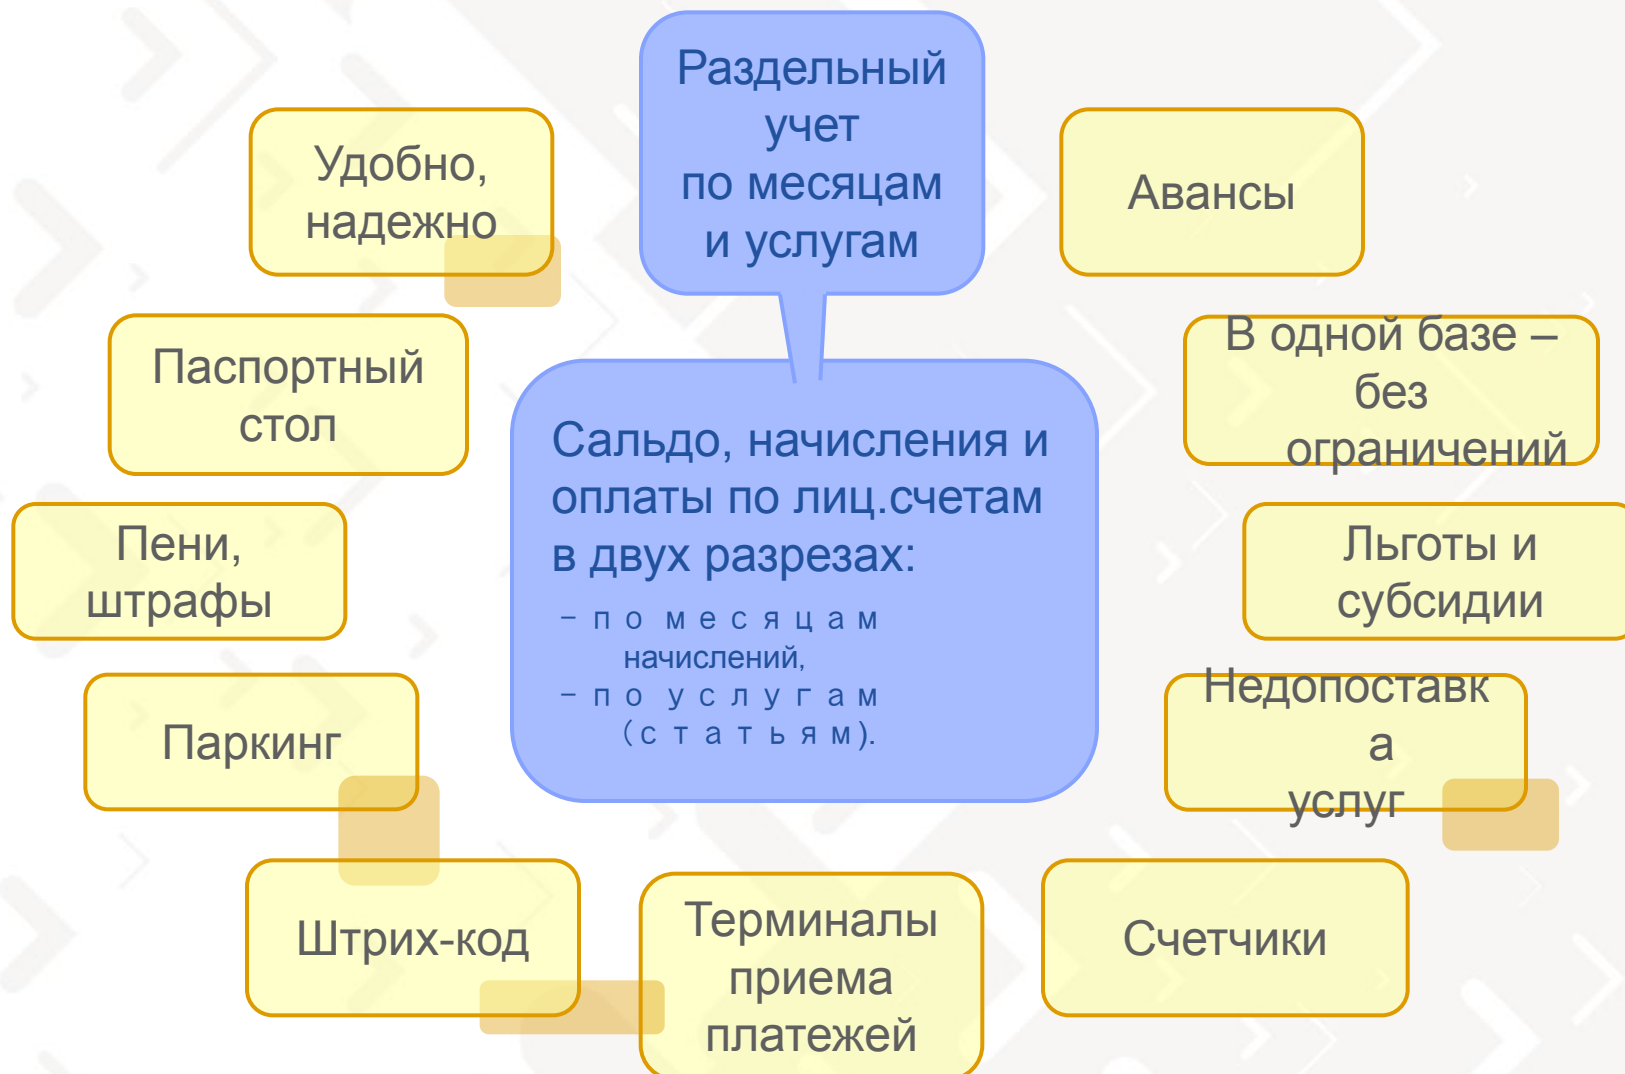 Раздельный
учет
по месяцам
и услугам
Удобно,
надежно
Авансы
Паспортный
стол
В одной базе –
без
ограничений
Сальдо, начисления и
оплаты по лиц.счетам
в двух разрезах:
– по месяцам
начислений,
– по услугам
(статьям).
Пени,
штрафы
Льготы и
субсидии
Паркинг
Недопоставк
а
услуг
Штрих-код
Терминалы
приема
платежей
Счетчики